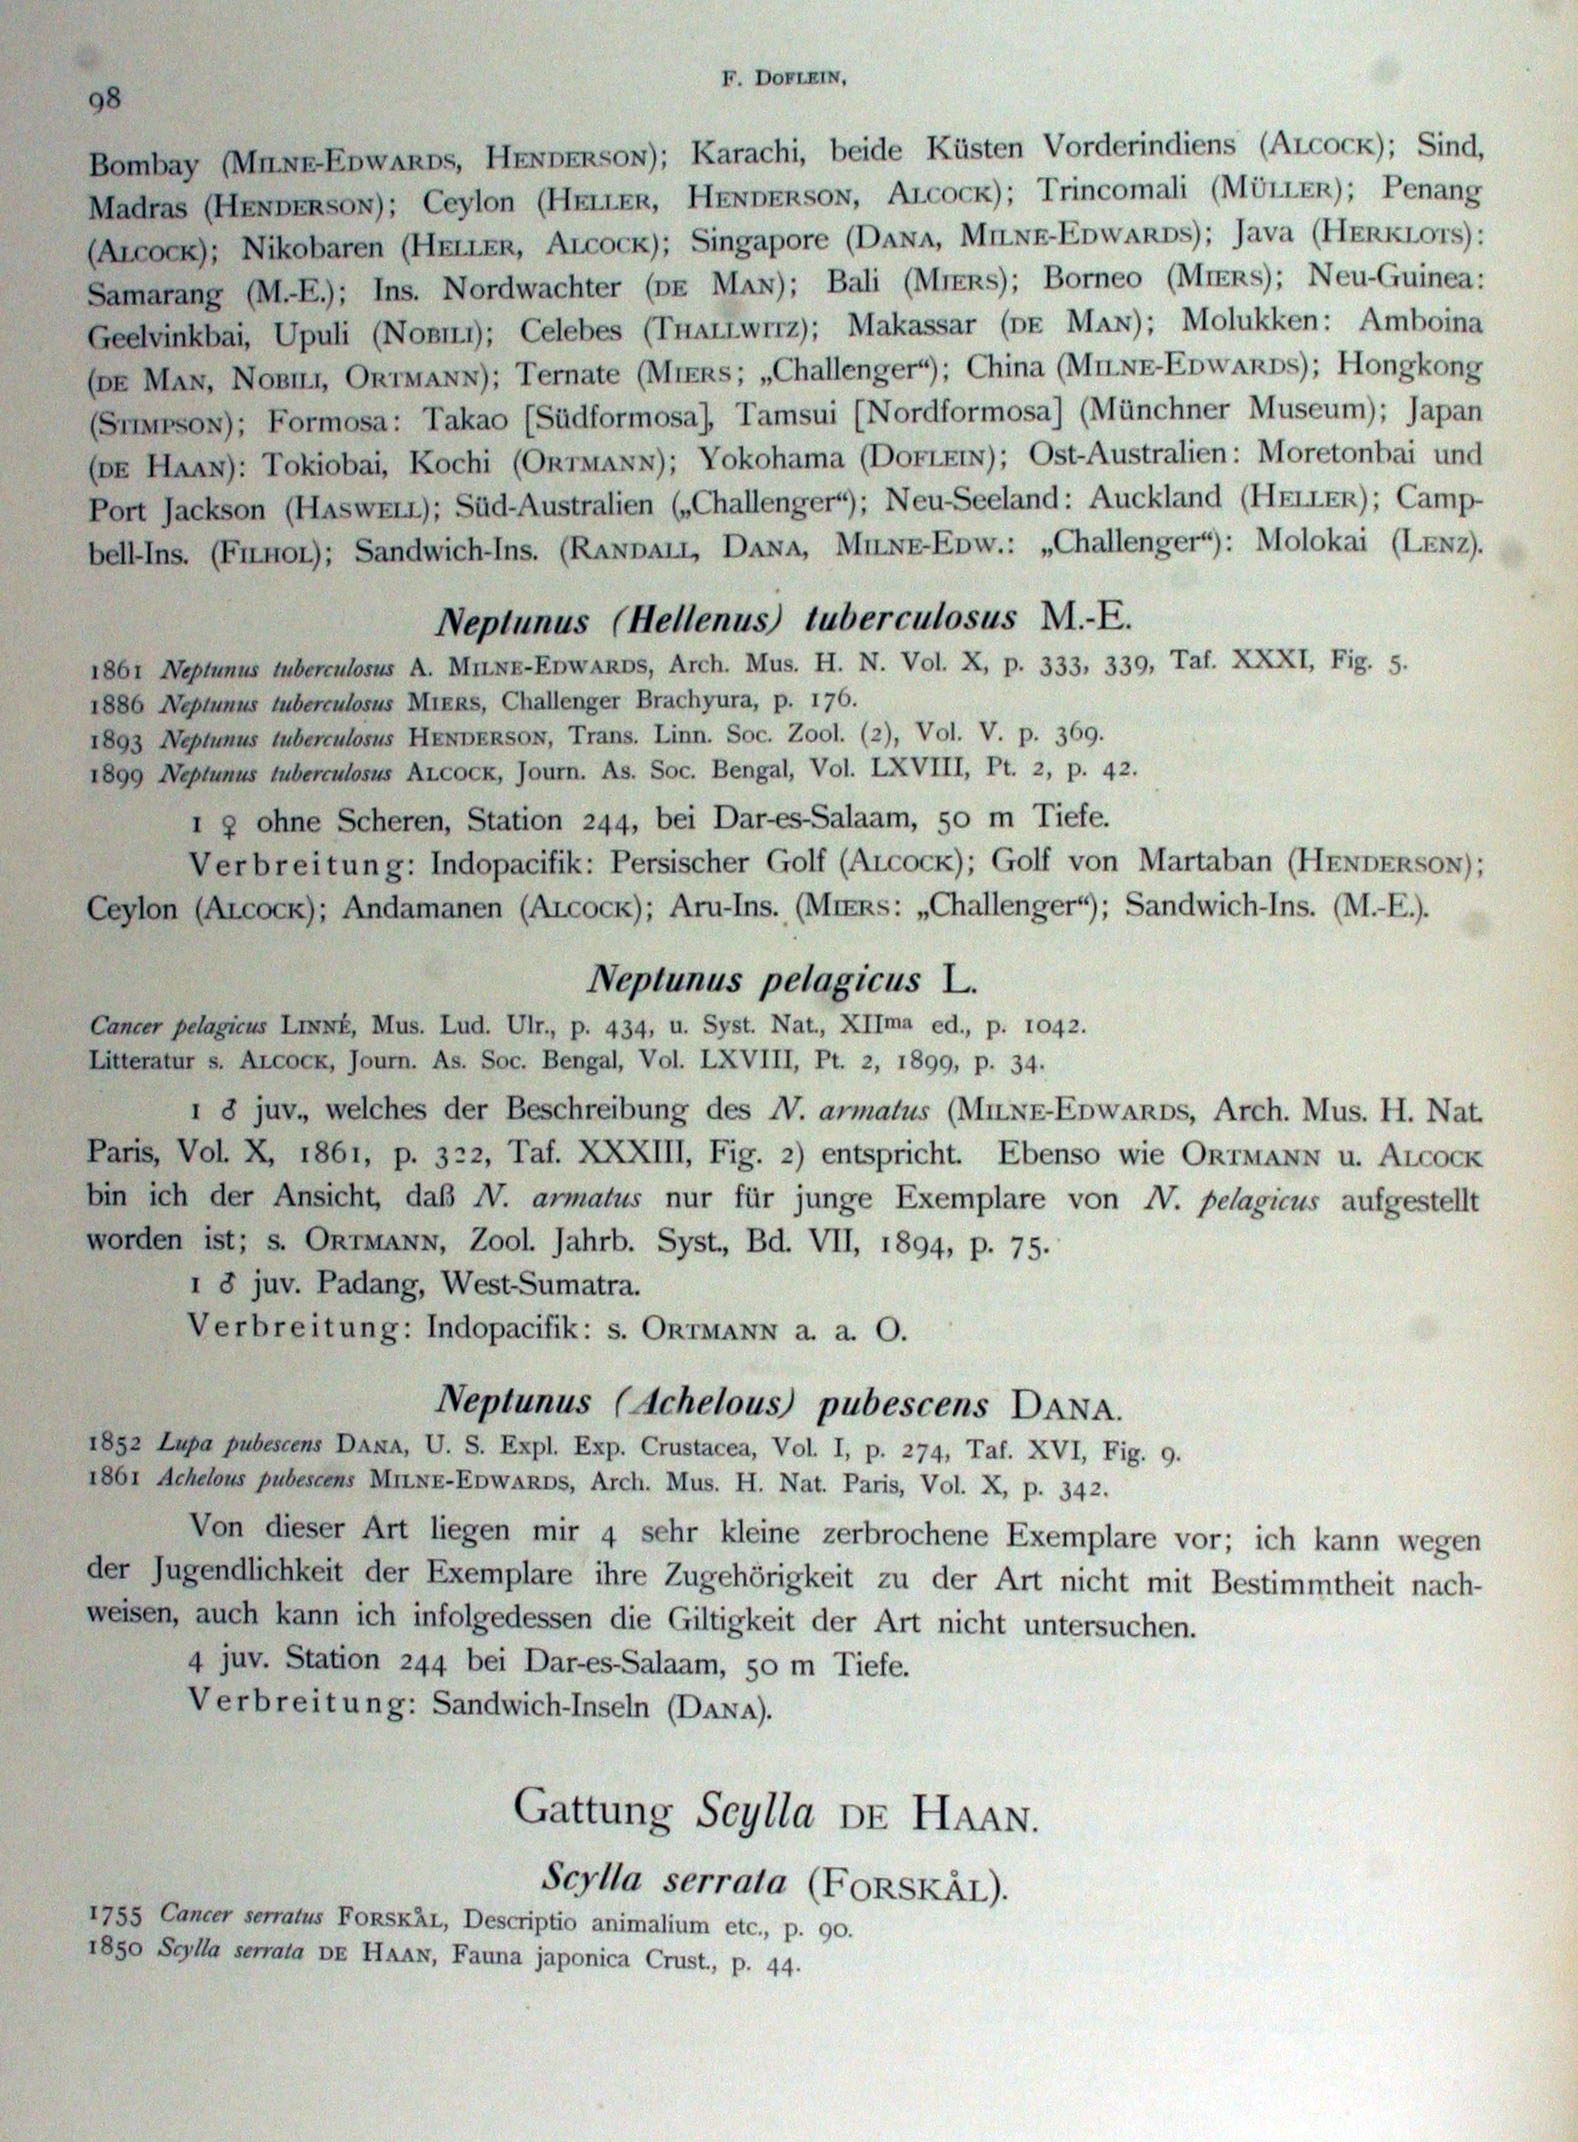 98
F. DOFLEIN,
Bombay (MILNE-EDWARDS, HENDERSON); Karachi, beide Küsten Vorderindiens (ALCOCK); Sind,
Madras (HENDERSON); Ceylon (HELLER, HENDERSON, ALCOCK); Trincomali (MÜLLER); Penang
(ALCOCK); Nikobaren (HELLER, ALCOCK); Singapore (DANA, MILNE-EDWARDS); Java (HERKLOTS):
Samarang (M.-E.); Ins. Nordwachter (DE MAN); Bali (MIERS); Borneo (MIERS); Neu-Guinea:
Geelvinkbai, Upuli (NOBILI); Celebes (THALLWITZ); Makassar (DE MAN); Molukken: Amboina
(DE MAN, NOBILI, ORTMANN); Ternate (MIERS; „Challenger“); China (MILNE-EDWARDS); Hongkong
(STIMPSON); Formosa: Takao [Südformosa], Tamsui [Nordformosa] (Münchner Museum); Japan
(DE HAAN): Tokiobai, Kochi (ORTMANN); Yokohama (DOFLEIN); Ost-Australien: Moretonbai und
Port Jackson (HASWELL); Süd-Australien („Challenger“); Neu-Seeland: Auckland (HELLER); Camp-
bell-Ins. (FILHOL); Sandwich-Ins. (RANDALL, DANA, MILNE-EDW.: „Challenger“): Molokai (LENZ).
Neptunus (Hellenus) tuberculosus M.-E.
1861 Neptunus tuberculosus A. MILNE-EDWARDS, Arch. Mus. H. N. Vol. X, p. 333, 339, Taf. XXXI, Fig. 5.
1886 Neptunus tuberculosus MIERS, Challenger Brachyura, p. 176.
1893 Neptunus tuberculosus HENDERSON, Trans. Linn. Soc. Zool. (2), Vol. V. p. 369.
1899 Neptunus tuberculosus ALCOCK, Journ. As. Soc. Bengal, Vol. LXVIII, Pt. 2, p. 42.
1 ♀ ohne Scheren, Station 244, bei Dar-es-Salaam, 50 m Tiefe.
Verbreitung: Indopacifik: Persischer Golf (ALCOCK); Golf von Martaban (HENDERSON);
Ceylon (ALCOCK); Andamanen (ALCOCK); Aru-Ins. (MIERS: „Challenger“); Sandwich-Ins. (M.-E.).
Neptunus pelagicus L.
Cancer pelagicus LINNÉ, Mus. Lud. Ulr., p. 434, u. Syst. Nat., XIIma ed., p. 1042.
Litteratur s. ALCOCK, Journ. As. Soc. Bengal, Vol. LXVIII, Pt. 2, 1899, p. 34.
1 ♂ juv., welches der Beschreibung des N. armatus (MILNE-EDWARDS, Arch. Mus. H. Nat.
Paris, Vol. X, 1861, p. 322, Taf. XXXIII, Fig. 2) entspricht. Ebenso wie ORTMANN u. ALCOCK
bin ich der Ansicht, daß N. armatus nur für junge Exemplare von N. pelagicus aufgestellt
worden ist; s. ORTMANN, Zool. Jahrb. Syst., Bd. VII, 1894, p. 75.
1 ♂ juv. Padang, West-Sumatra.
Verbreitung: Indopacifik: s. ORTMANN a. a. O.
Neptunus (Achelous) pubescens DANA.
1852 Lupa pubescens DANA, U. S. Expl. Exp. Crustacea, Vol. I, p. 274, Taf. XVI, Fig. 9.
1861 Achelous pubescens MILNE-EDWARDS, Arch. Mus. H. Nat. Paris, Vol. X, p. 342.
Von dieser Art liegen mir 4 sehr kleine zerbrochene Exemplare vor; ich kann wegen
der Jugendlichkeit der Exemplare ihre Zugehörigkeit zu der Art nicht mit Bestimmtheit nach-
weisen, auch kann ich infolgedessen die Giltigkeit der Art nicht untersuchen.
4 juv. Station 244 bei Dar-es-Salaam, 50 m Tiefe.
Verbreitung: Sandwich-Inseln (DANA).
Gattung Scylla DE HAAN.
Scylla serrata (FORSKÅL).
1755 Cancer serratus FORSKÅL, Descriptio animalium etc., p. 90.
1850 Scylla serrata DE HAAN, Fauna japonica Crust., p. 44.